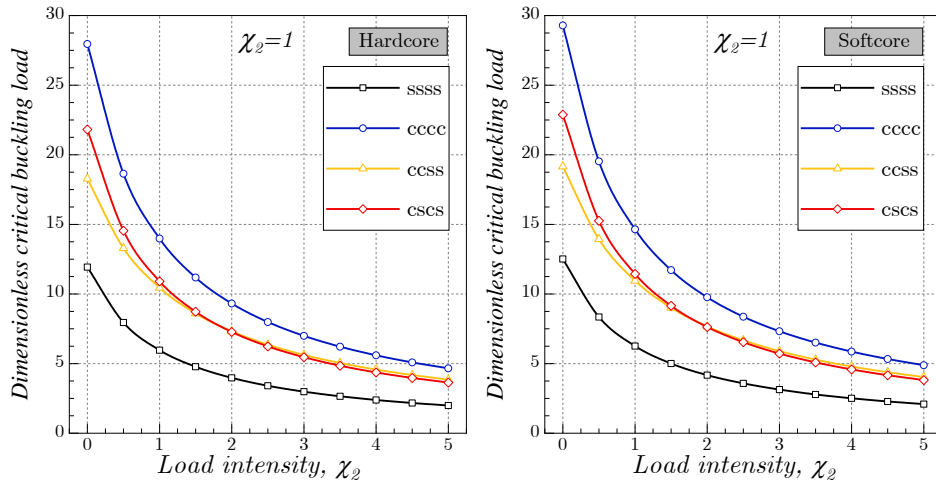 Dimensionless critical buckling load
30
25
20
15
10
5
0
χ₂=1
Hardcore
ssss
cccc
ccss
cscs
0 1 2 3 4 5
Load intensity, χ₂
Dimensionless critical buckling load
30
25
20
15
10
5
0
χ₂=1
Softcore
ssss
cccc
ccss
cscs
0 1 2 3 4 5
Load intensity, χ₂